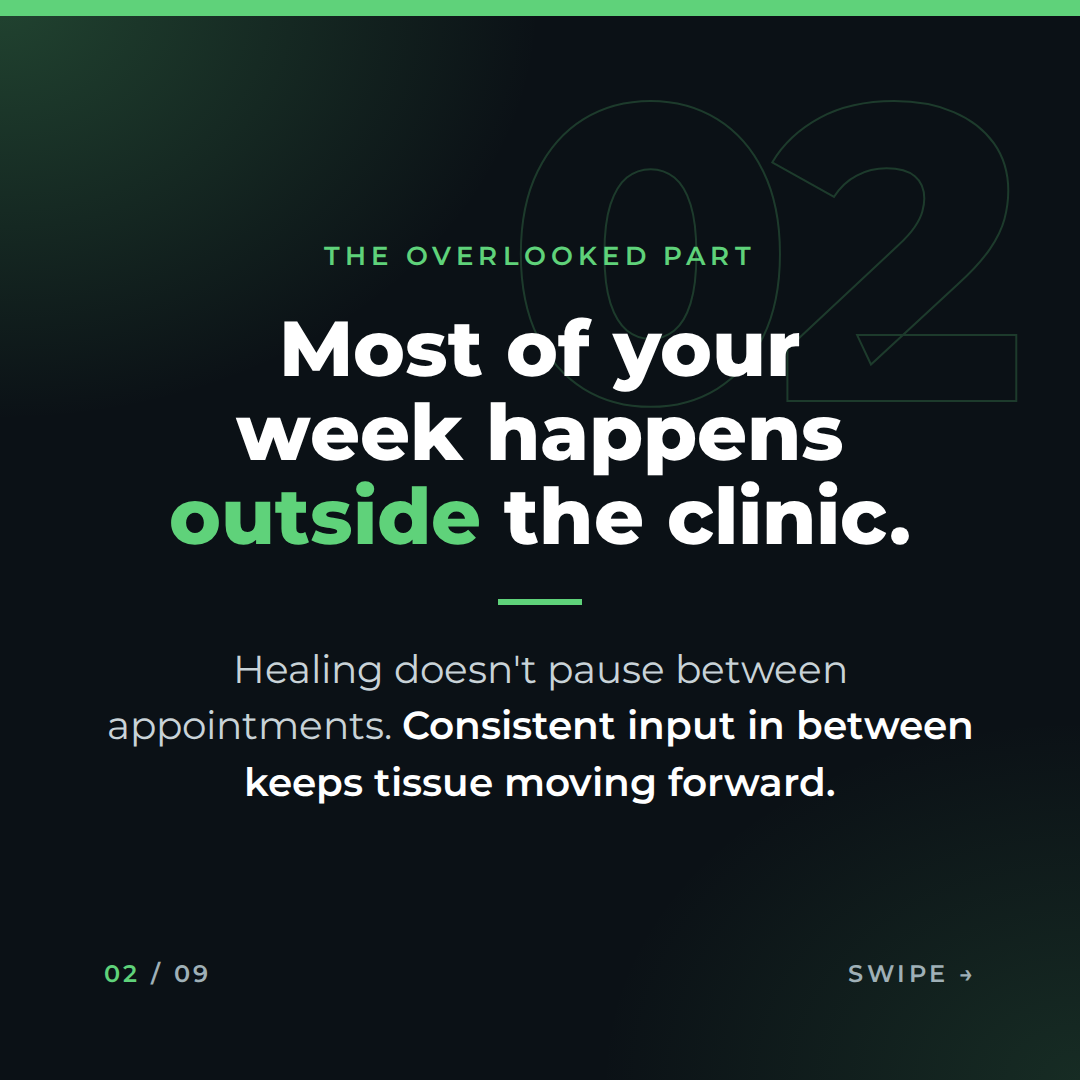 02
THE OVERLOOKED PART
Most of your
week happens
outside the clinic.
Healing doesn't pause between
appointments. Consistent input in between
keeps tissue moving forward.
02 / 09
SWIPE →